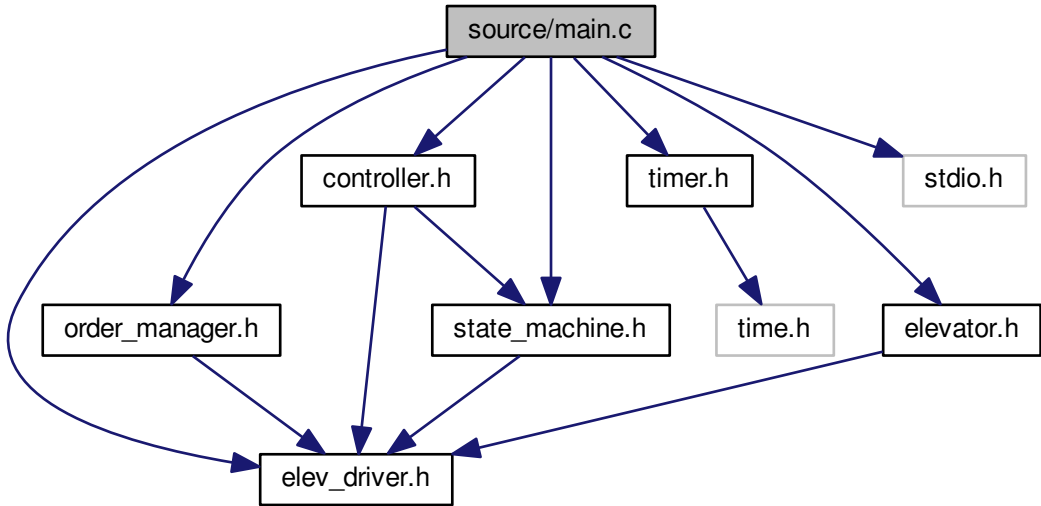 source/main.c
controller.h
timer.h
stdio.h
order_manager.h
state_machine.h
time.h
elevator.h
elev_driver.h